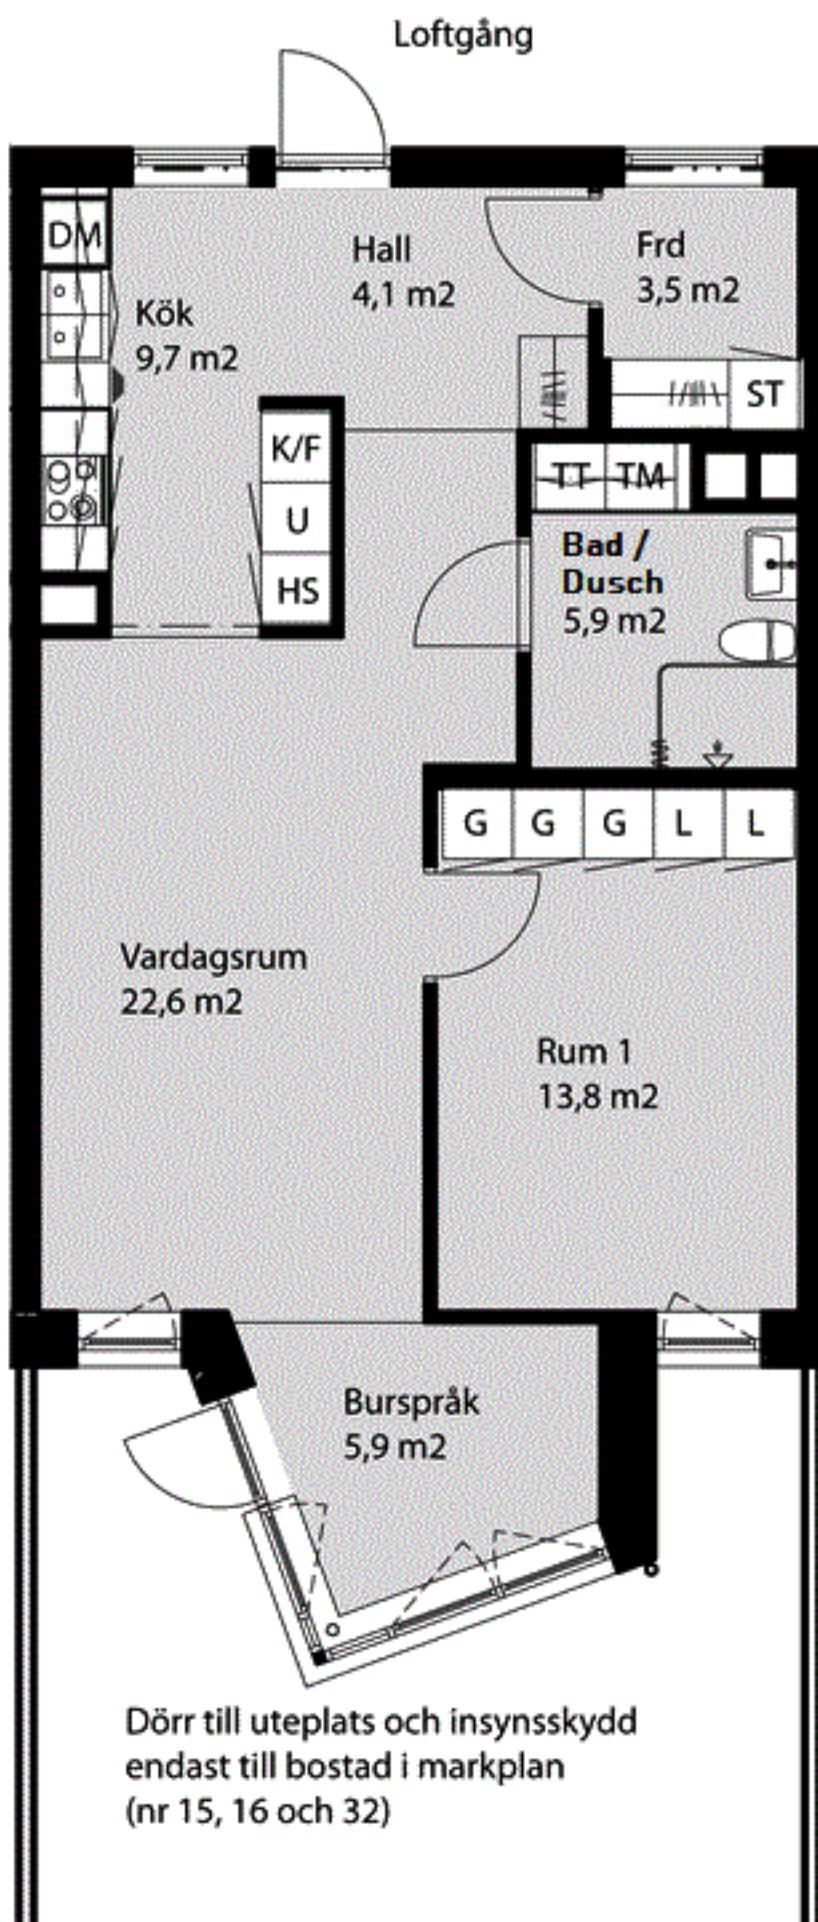 Loftgång
DM
Hall
4,1 m2
Frd
3,5 m2
Kök
9,7 m2
ST
K/F
U
HS
TT
TM
Bad /
Dusch
5,9 m2
G
G
G
L
L
Vardagsrum
22,6 m2
Rum 1
13,8 m2
Burspråk
5,9 m2
Dörr till uteplats och insynsskydd
endast till bostad i markplan
(nr 15, 16 och 32)